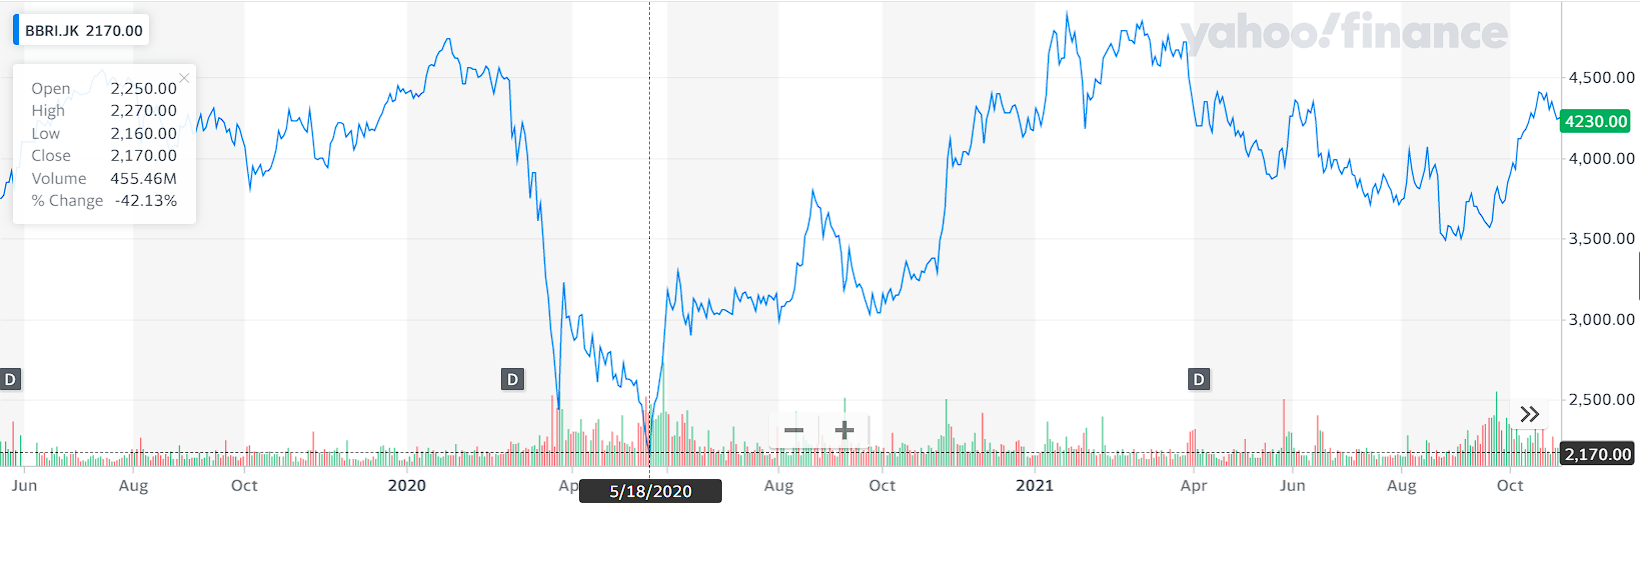 BBRI.JK 2170.00
yahoo!finance
Open 2,250.00
High 2,270.00
Low 2,160.00
Close 2,170.00
Volume 455.46M
% Change -42.13%
4,500.00
4230.00
4,000.00
3,500.00
3,000.00
2,500.00
2,170.00
D
D
D
− +
»
Jun Aug Oct 2020 Ap 5/18/2020 Aug Oct 2021 Apr Jun Aug Oct